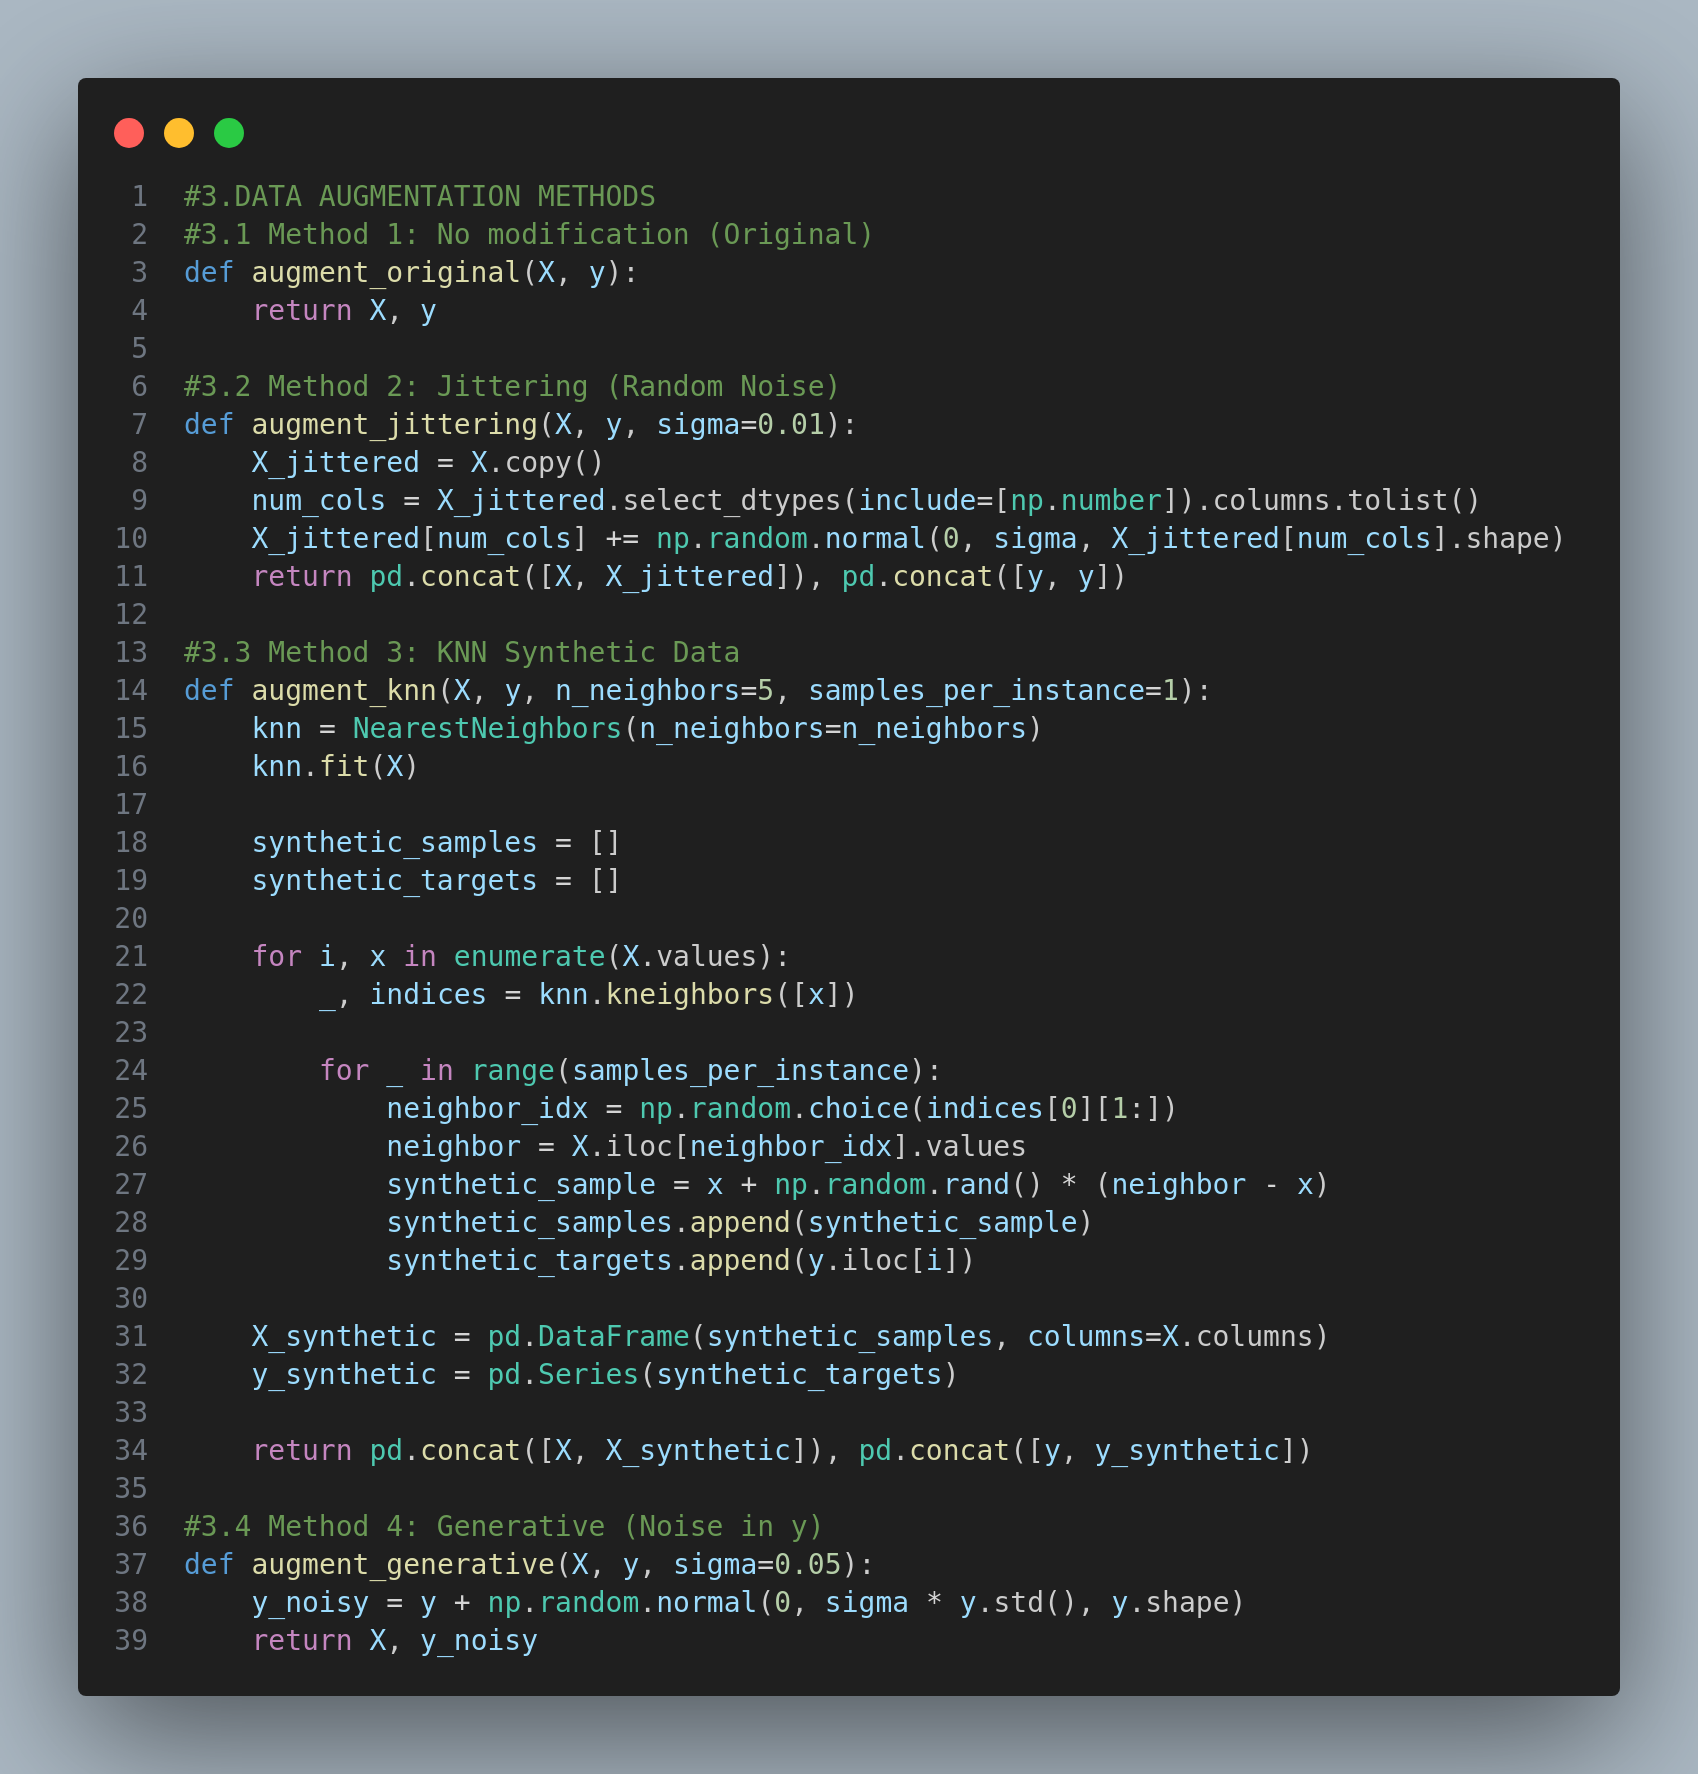 1 #3.DATA AUGMENTATION METHODS
2 #3.1 Method 1: No modification (Original)
3 def augment_original(X, y):
4     return X, y
5
6 #3.2 Method 2: Jittering (Random Noise)
7 def augment_jittering(X, y, sigma=0.01):
8     X_jittered = X.copy()
9     num_cols = X_jittered.select_dtypes(include=[np.number]).columns.tolist()
10     X_jittered[num_cols] += np.random.normal(0, sigma, X_jittered[num_cols].shape)
11     return pd.concat([X, X_jittered]), pd.concat([y, y])
12
13 #3.3 Method 3: KNN Synthetic Data
14 def augment_knn(X, y, n_neighbors=5, samples_per_instance=1):
15     knn = NearestNeighbors(n_neighbors=n_neighbors)
16     knn.fit(X)
17
18     synthetic_samples = []
19     synthetic_targets = []
20
21     for i, x in enumerate(X.values):
22         _, indices = knn.kneighbors([x])
23
24         for _ in range(samples_per_instance):
25             neighbor_idx = np.random.choice(indices[0][1:])
26             neighbor = X.iloc[neighbor_idx].values
27             synthetic_sample = x + np.random.rand() * (neighbor - x)
28             synthetic_samples.append(synthetic_sample)
29             synthetic_targets.append(y.iloc[i])
30
31     X_synthetic = pd.DataFrame(synthetic_samples, columns=X.columns)
32     y_synthetic = pd.Series(synthetic_targets)
33
34     return pd.concat([X, X_synthetic]), pd.concat([y, y_synthetic])
35
36 #3.4 Method 4: Generative (Noise in y)
37 def augment_generative(X, y, sigma=0.05):
38     y_noisy = y + np.random.normal(0, sigma * y.std(), y.shape)
39     return X, y_noisy